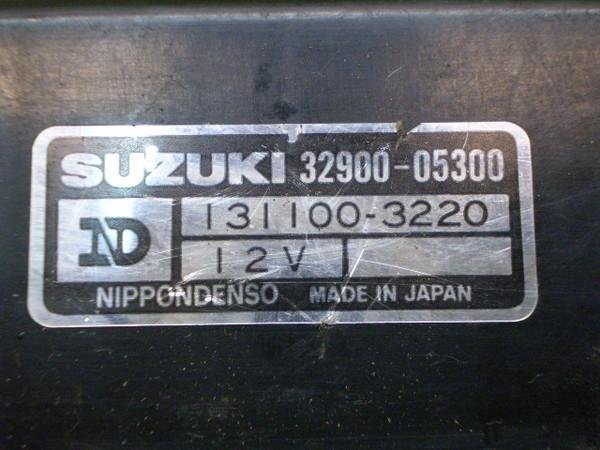 SUZUKI 32900-05300
ND 131100-3220
12V
NIPPONDENSO MADE IN JAPAN